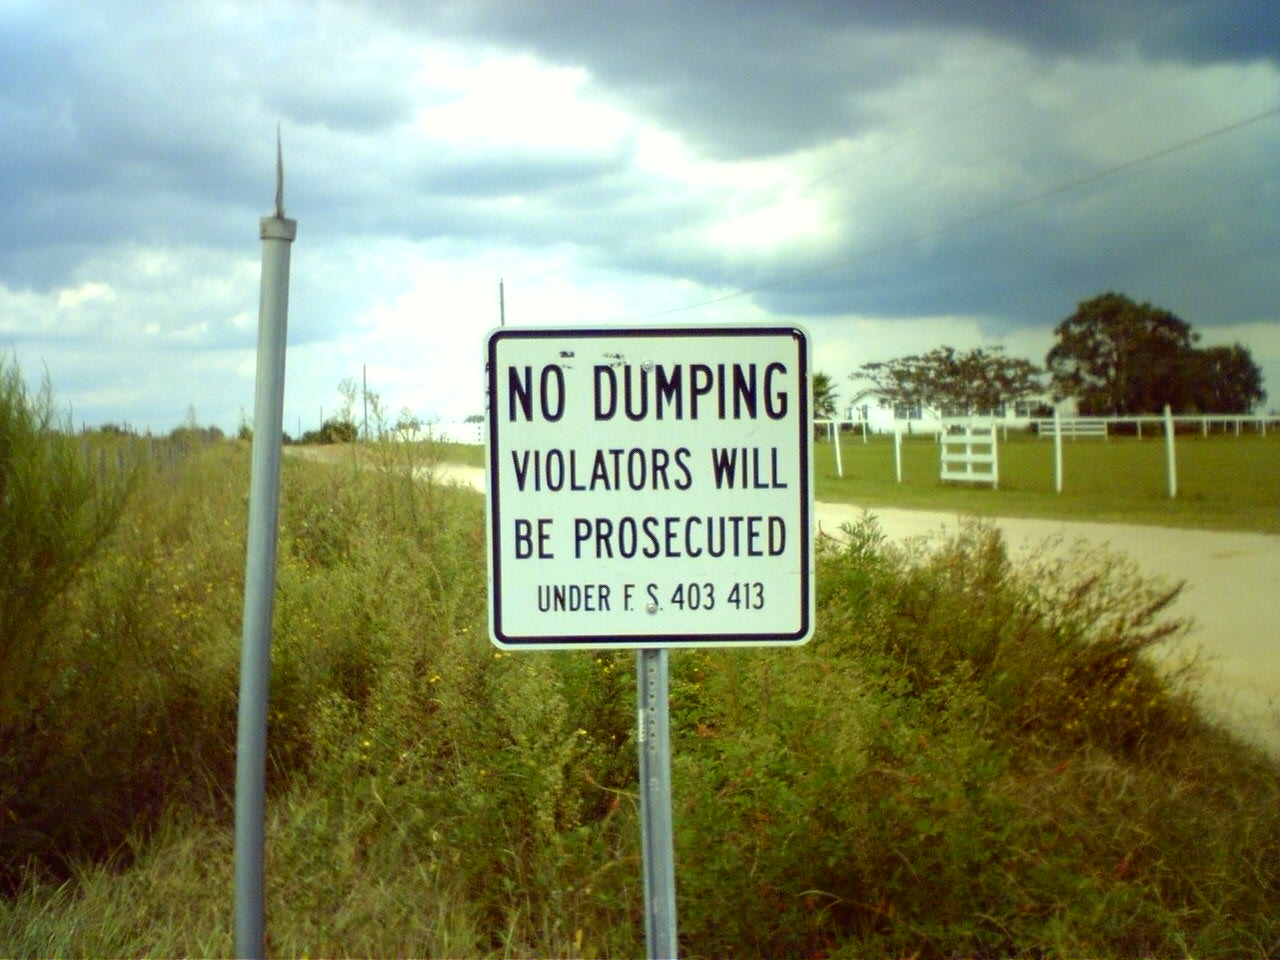 NO DUMPING
VIOLATORS WILL
BE PROSECUTED
UNDER F. S. 403 413